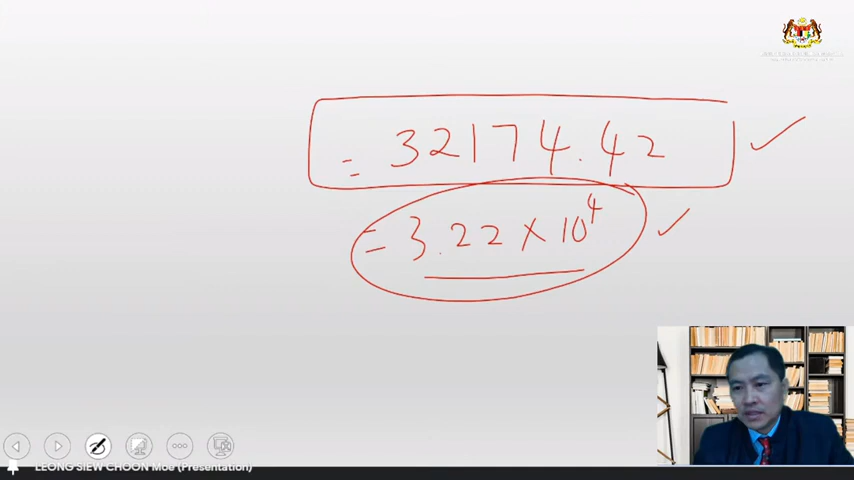 = 32174.42
= 3.22 × 10⁴
LEONG SIEW CHOON Moe (Presentation)